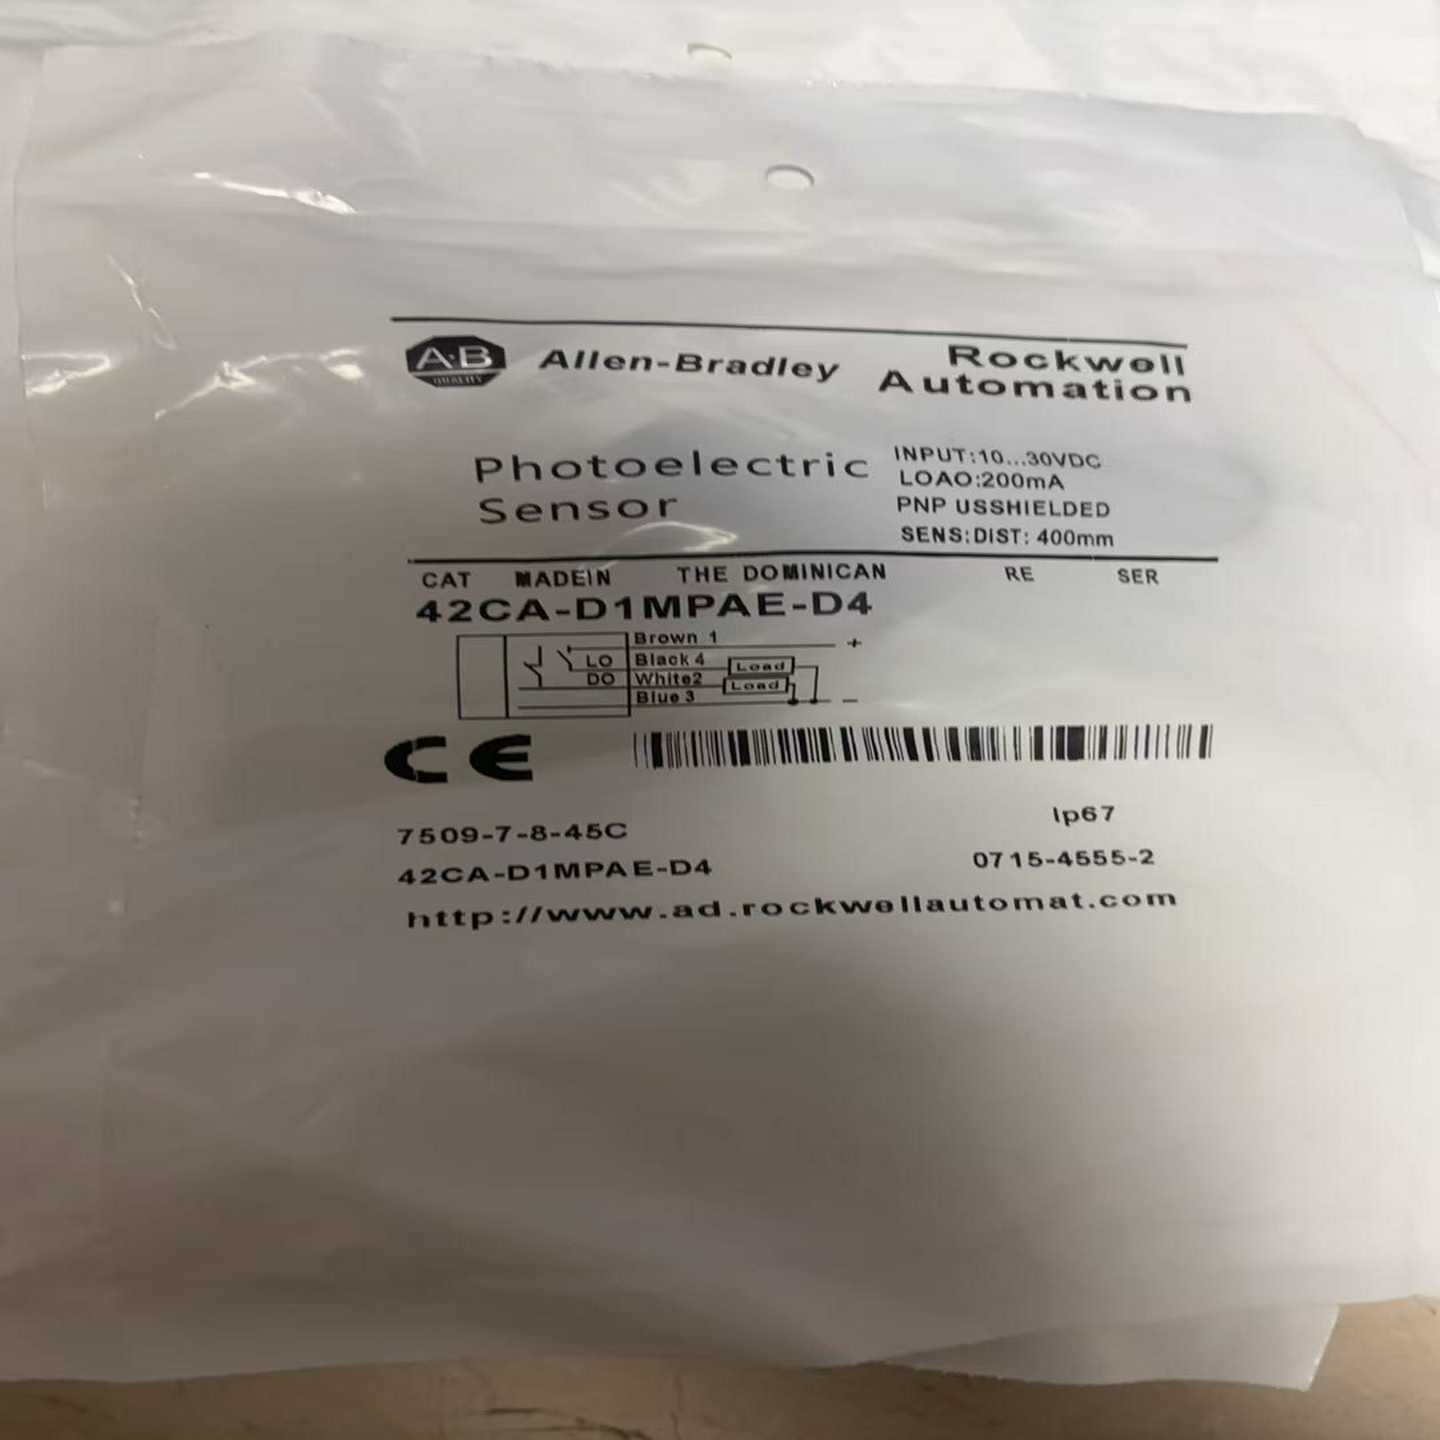 A·B
QUALITY
Allen-Bradley
Rockwell
Automation
Photoelectric
Sensor
INPUT:10...30VDC
LOAO:200mA
PNP USSHIELDED
SENS:DIST: 400mm
CAT MADEIN THE DOMINICAN RE SER
42CA-D1MPAE-D4
Brown 1 +
LO Black 4 Load
DO White2 Load
Blue 3 -
CE
7509-7-8-45C Ip67
42CA-D1MPAE-D4 0715-4555-2
http://www.ad.rockwellautomat.com